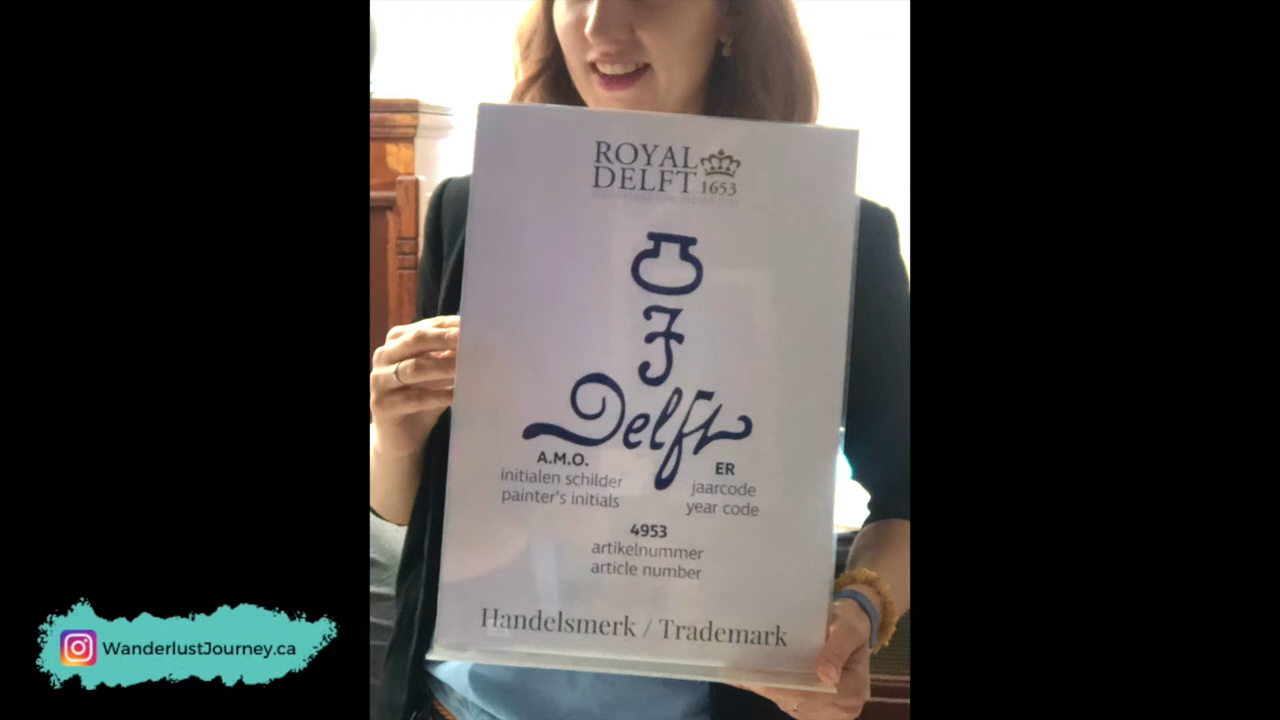 ROYAL
DELFT 1653
Delft
A.M.O.
initialen schilder
painter's initials
ER
jaarcode
year code
4953
artikelnummer
article number
Handelsmerk / Trademark
WanderlustJourney.ca